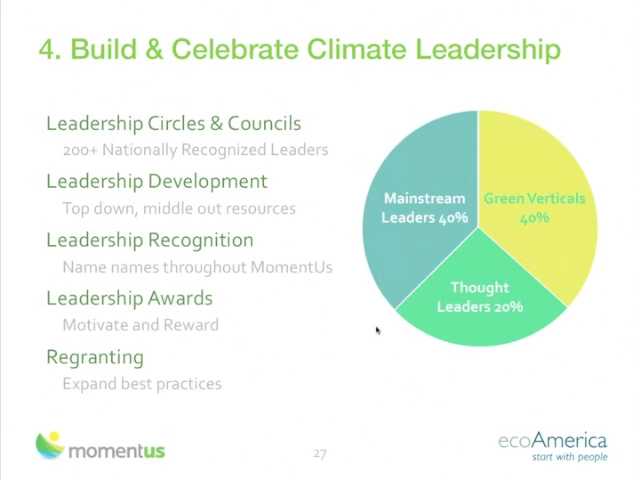 4. Build & Celebrate Climate Leadership
Leadership Circles & Councils
200+ Nationally Recognized Leaders
Leadership Development
Top down, middle out resources
Leadership Recognition
Name names throughout MomentUs
Leadership Awards
Motivate and Reward
Regranting
Expand best practices
Mainstream
Leaders 40%
Green Verticals
40%
Thought
Leaders 20%
momentus
27
ecoAmerica
start with people